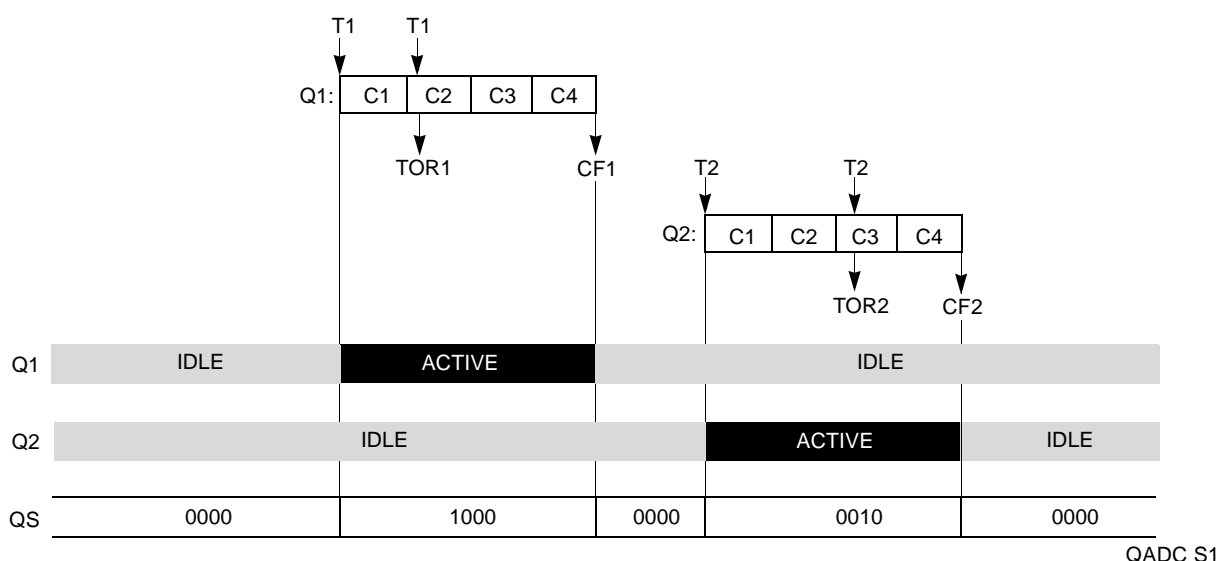 T1 T1
Q1: C1 C2 C3 C4
TOR1 CF1 T2 T2
Q2: C1 C2 C3 C4
TOR2 CF2
Q1 IDLE ACTIVE IDLE
Q2 IDLE ACTIVE IDLE
QS 0000 1000 0000 0010 0000
QADC S1